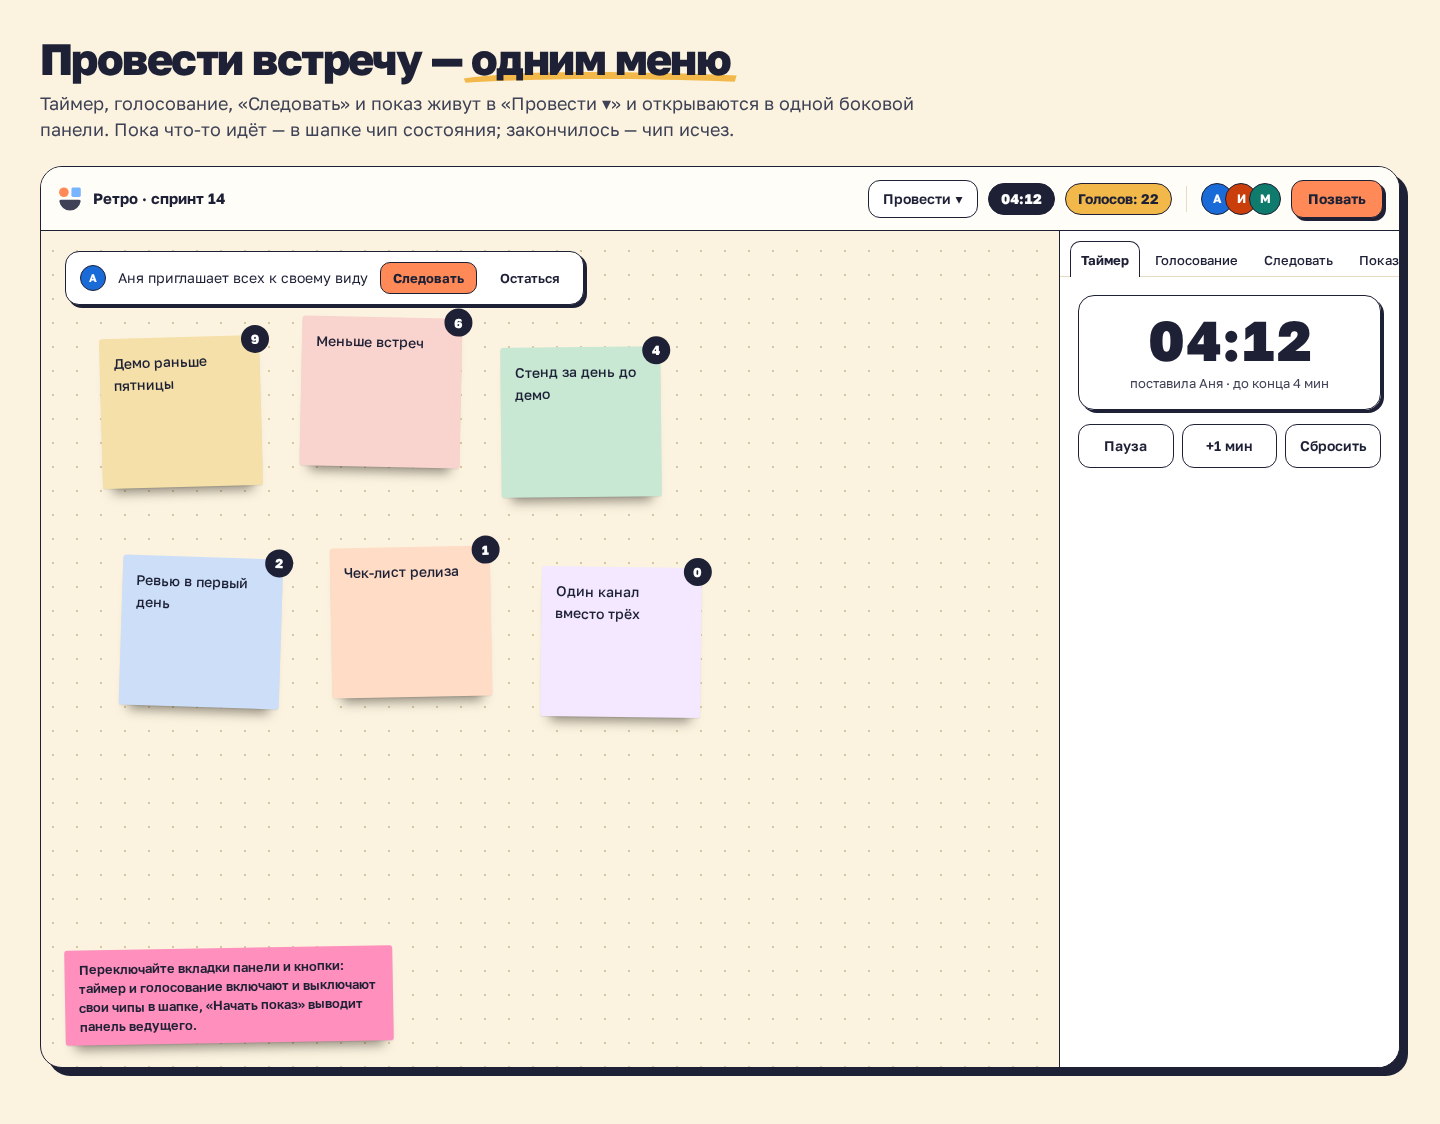 Провести встречу — одним меню
Таймер, голосование, «Следовать» и показ живут в «Провести ▾» и открываются в одной боковой
панели. Пока что-то идёт — в шапке чип состояния; закончилось — чип исчез.
Ретро · спринт 14
Провести ▾
04:12
Голосов: 22
А
И
М
Позвать
А
Аня приглашает всех к своему виду
Следовать
Остаться
Таймер
Голосование
Следовать
Показ
04:12
поставила Аня · до конца 4 мин
Пауза
+1 мин
Сбросить
9
Демо раньше
пятницы
6
Меньше встреч
4
Стенд за день до
демо
2
Ревью в первый
день
1
Чек-лист релиза
0
Один канал
вместо трёх
Переключайте вкладки панели и кнопки:
таймер и голосование включают и выключают
свои чипы в шапке, «Начать показ» выводит
панель ведущего.